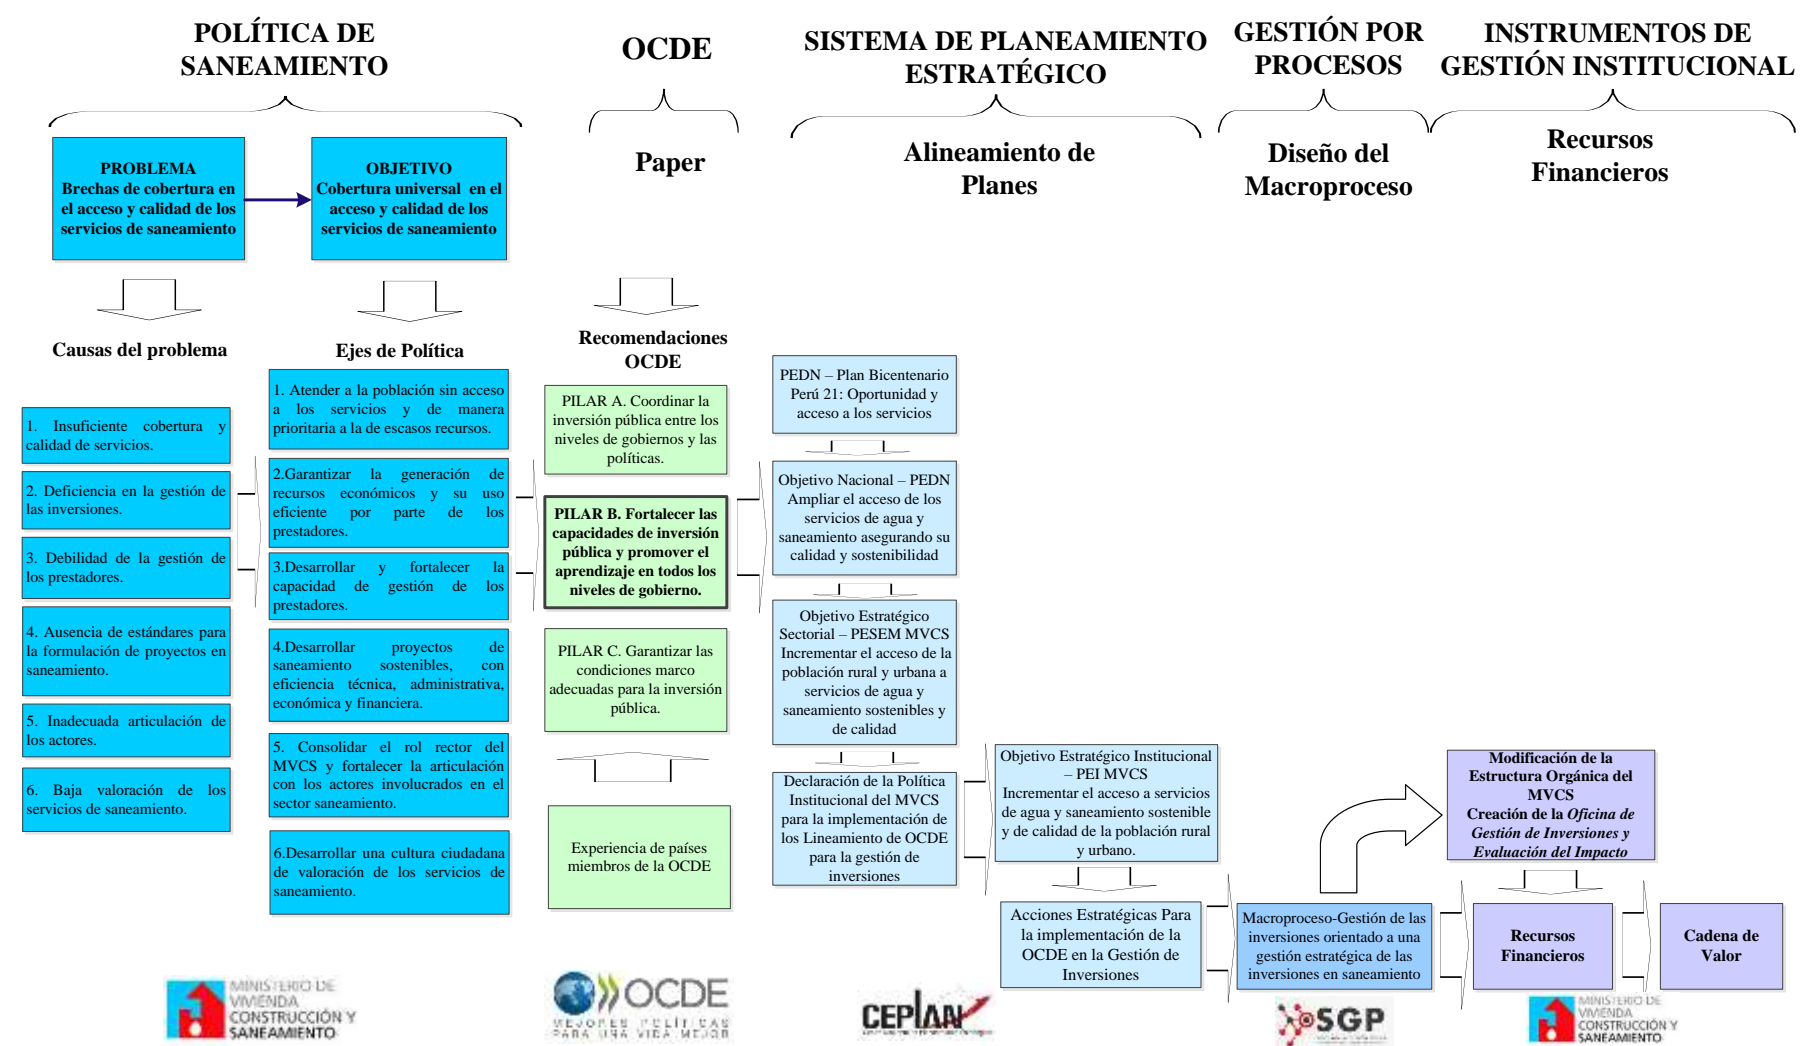 POLÍTICA DE
SANEAMIENTO
OCDE
SISTEMA DE PLANEAMIENTO
ESTRATÉGICO
GESTIÓN POR
PROCESOS
INSTRUMENTOS DE
GESTIÓN INSTITUCIONAL
PROBLEMA
Brechas de cobertura en
el acceso y calidad de los
servicios de saneamiento
OBJETIVO
Cobertura universal en el
acceso y calidad de los
servicios de saneamiento
Paper
Alineamiento de
Planes
Diseño del
Macroproceso
Recursos
Financieros
Causas del problema
1. Insuficiente cobertura y
calidad de servicios.
2. Deficiencia en la gestión de
las inversiones.
3. Debilidad de la gestión de
los prestadores.
4. Ausencia de estándares para
la formulación de proyectos en
saneamiento.
5. Inadecuada articulación de
los actores.
6. Baja valoración de los
servicios de saneamiento.
Ejes de Política
1. Atender a la población sin acceso
a los servicios y de manera
prioritaria a la de escasos recursos.
2.Garantizar la generación de
recursos económicos y su uso
eficiente por parte de los
prestadores.
3.Desarrollar y fortalecer la
capacidad de gestión de los
prestadores.
4.Desarrollar proyectos de
saneamiento sostenibles, con
eficiencia técnica, administrativa,
económica y financiera.
5. Consolidar el rol rector del
MVCS y fortalecer la articulación
con los actores involucrados en el
sector saneamiento.
6.Desarrollar una cultura ciudadana
de valoración de los servicios de
saneamiento.
Recomendaciones
OCDE
PILAR A. Coordinar la
inversión pública entre los
niveles de gobiernos y las
políticas.
PILAR B. Fortalecer las
capacidades de inversión
pública y promover el
aprendizaje en todos los
niveles de gobierno.
PILAR C. Garantizar las
condiciones marco
adecuadas para la inversión
pública.
Experiencia de países
miembros de la OCDE
PEDN – Plan Bicentenario
Perú 21: Oportunidad y
acceso a los servicios
Objetivo Nacional – PEDN
Ampliar el acceso de los
servicios de agua y
saneamiento asegurando su
calidad y sostenibilidad
Objetivo Estratégico
Sectorial – PESEM MVCS
Incrementar el acceso de la
población rural y urbana a
servicios de agua y
saneamiento sostenibles y
de calidad
Declaración de la Política
Institucional del MVCS
para la implementación de
los Lineamiento de OCDE
para la gestión de
inversiones
Objetivo Estratégico Institucional
– PEI MVCS
Incrementar el acceso a servicios
de agua y saneamiento sostenible
y de calidad de la población rural
y urbano.
Acciones Estratégicas Para
la implementación de la
OCDE en la Gestión de
Inversiones
Macroproceso-Gestión de las
inversiones orientado a una
gestión estratégica de las
inversiones en saneamiento
Modificación de la
Estructura Orgánica del
MVCS
Creación de la Oficina de
Gestión de Inversiones y
Evaluación del Impacto
Recursos
Financieros
Cadena de
Valor
MINISTERIO DE
VIVIENDA
CONSTRUCCIÓN Y
SANEAMIENTO
OCDE
MEJORES POLÍTICAS
PARA UNA VIDA MEJOR
CEPLAN
SGP
MINISTERIO DE
VIVIENDA
CONSTRUCCIÓN Y
SANEAMIENTO